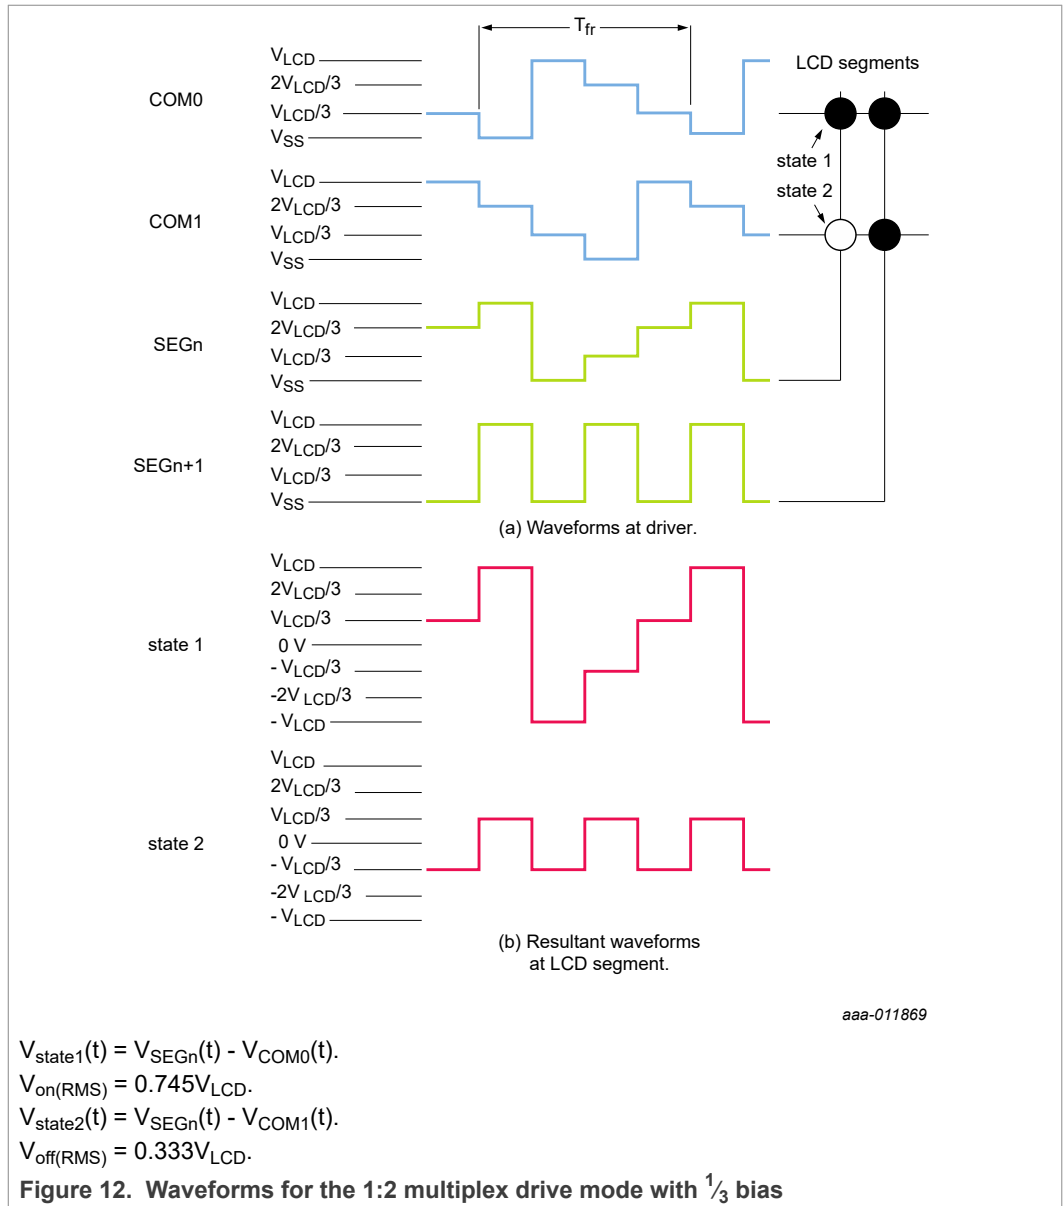 T_fr
LCD segments
COM0
V_LCD
2V_LCD/3
V_LCD/3
V_SS
state 1
state 2
COM1
V_LCD
2V_LCD/3
V_LCD/3
V_SS
SEGn
V_LCD
2V_LCD/3
V_LCD/3
V_SS
SEGn+1
V_LCD
2V_LCD/3
V_LCD/3
V_SS
(a) Waveforms at driver.
state 1
V_LCD
2V_LCD/3
V_LCD/3
0 V
- V_LCD/3
-2V_LCD/3
- V_LCD
state 2
V_LCD
2V_LCD/3
V_LCD/3
0 V
- V_LCD/3
-2V_LCD/3
- V_LCD
(b) Resultant waveforms
at LCD segment.
aaa-011869
V_state1(t) = V_SEGn(t) - V_COM0(t).
V_on(RMS) = 0.745V_LCD.
V_state2(t) = V_SEGn(t) - V_COM1(t).
V_off(RMS) = 0.333V_LCD.
Figure 12. Waveforms for the 1:2 multiplex drive mode with 1/3 bias